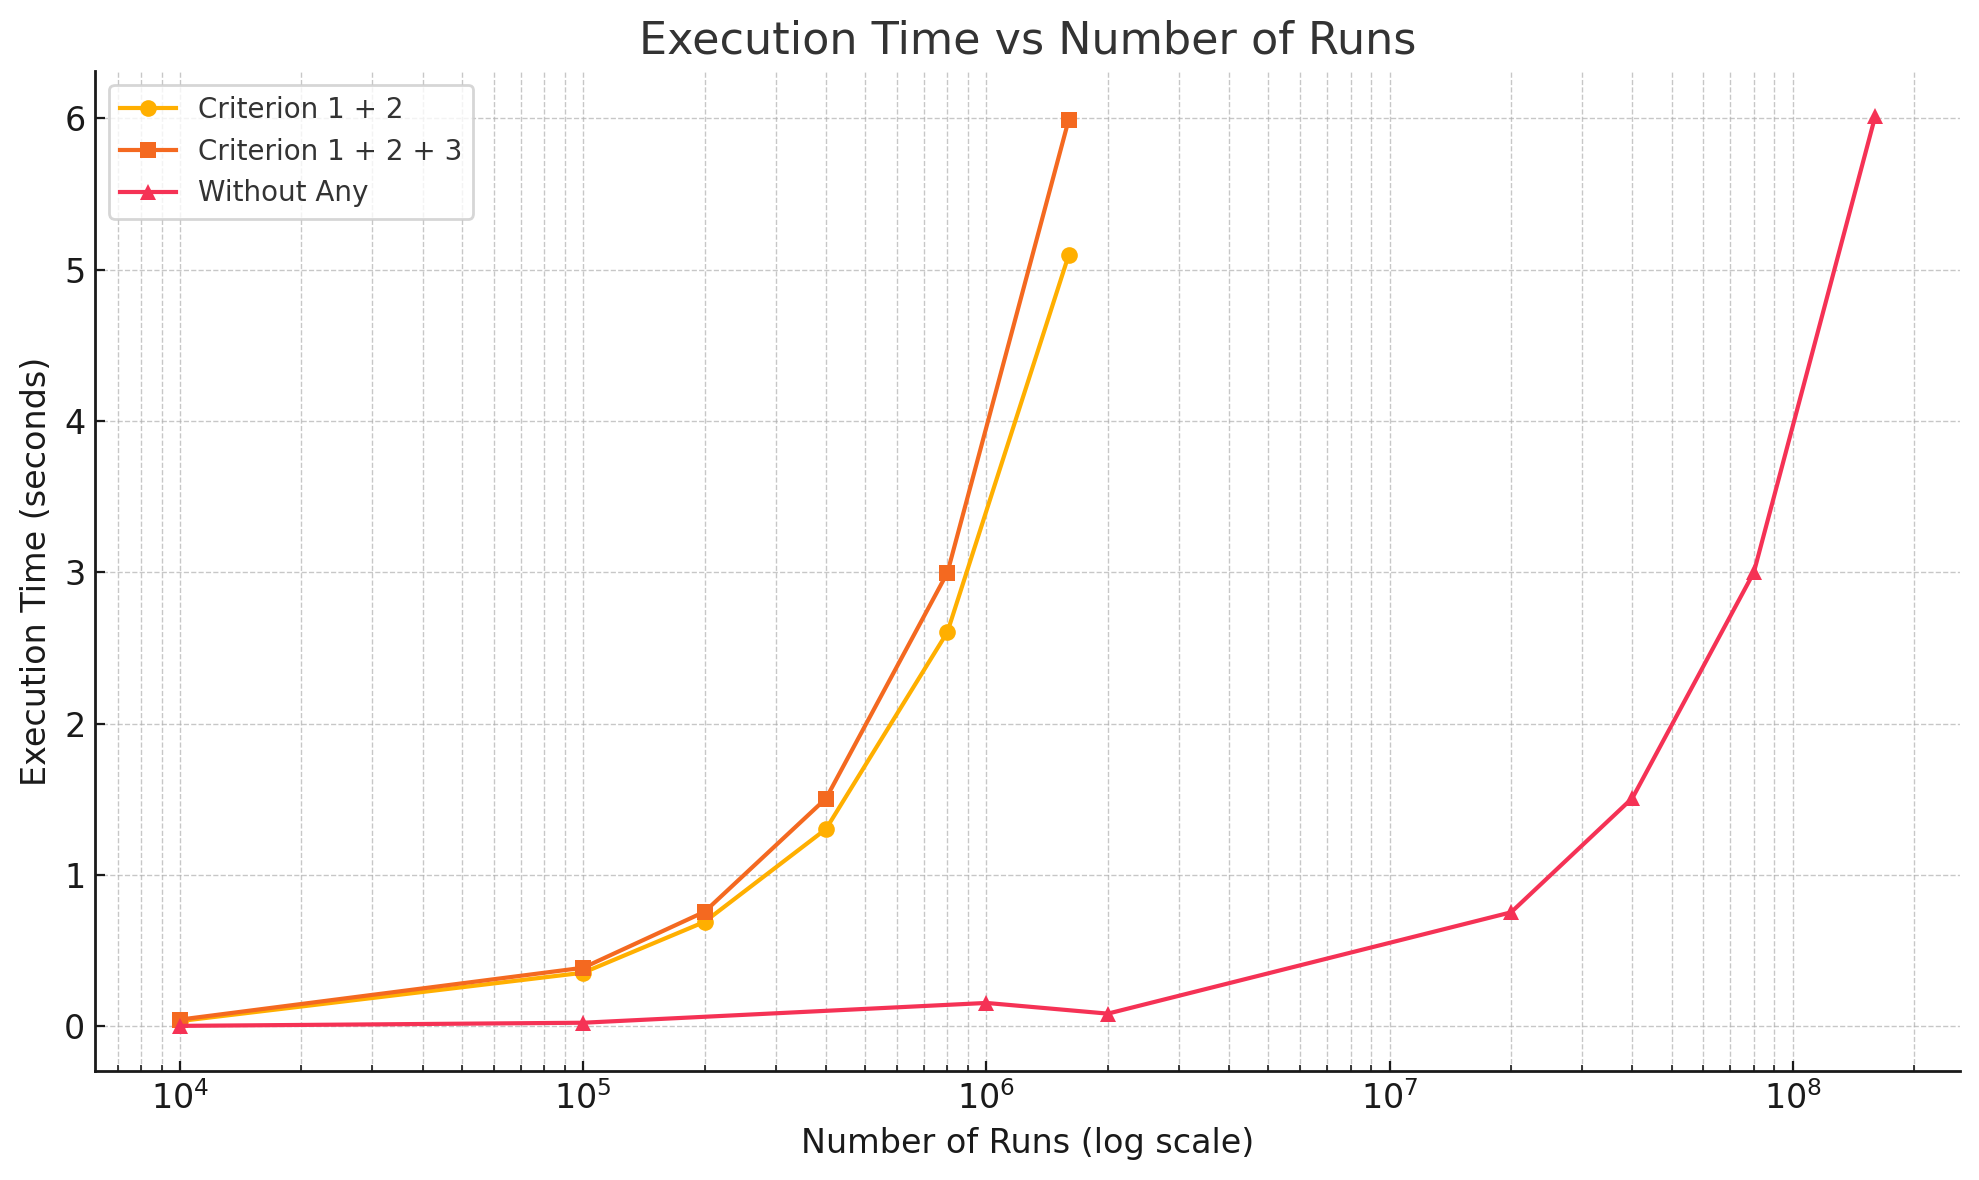 Execution Time vs Number of Runs
Criterion 1 + 2
Criterion 1 + 2 + 3
Without Any
Execution Time (seconds)
6
5
4
3
2
1
0
10⁴ 10⁵ 10⁶ 10⁷ 10⁸
Number of Runs (log scale)